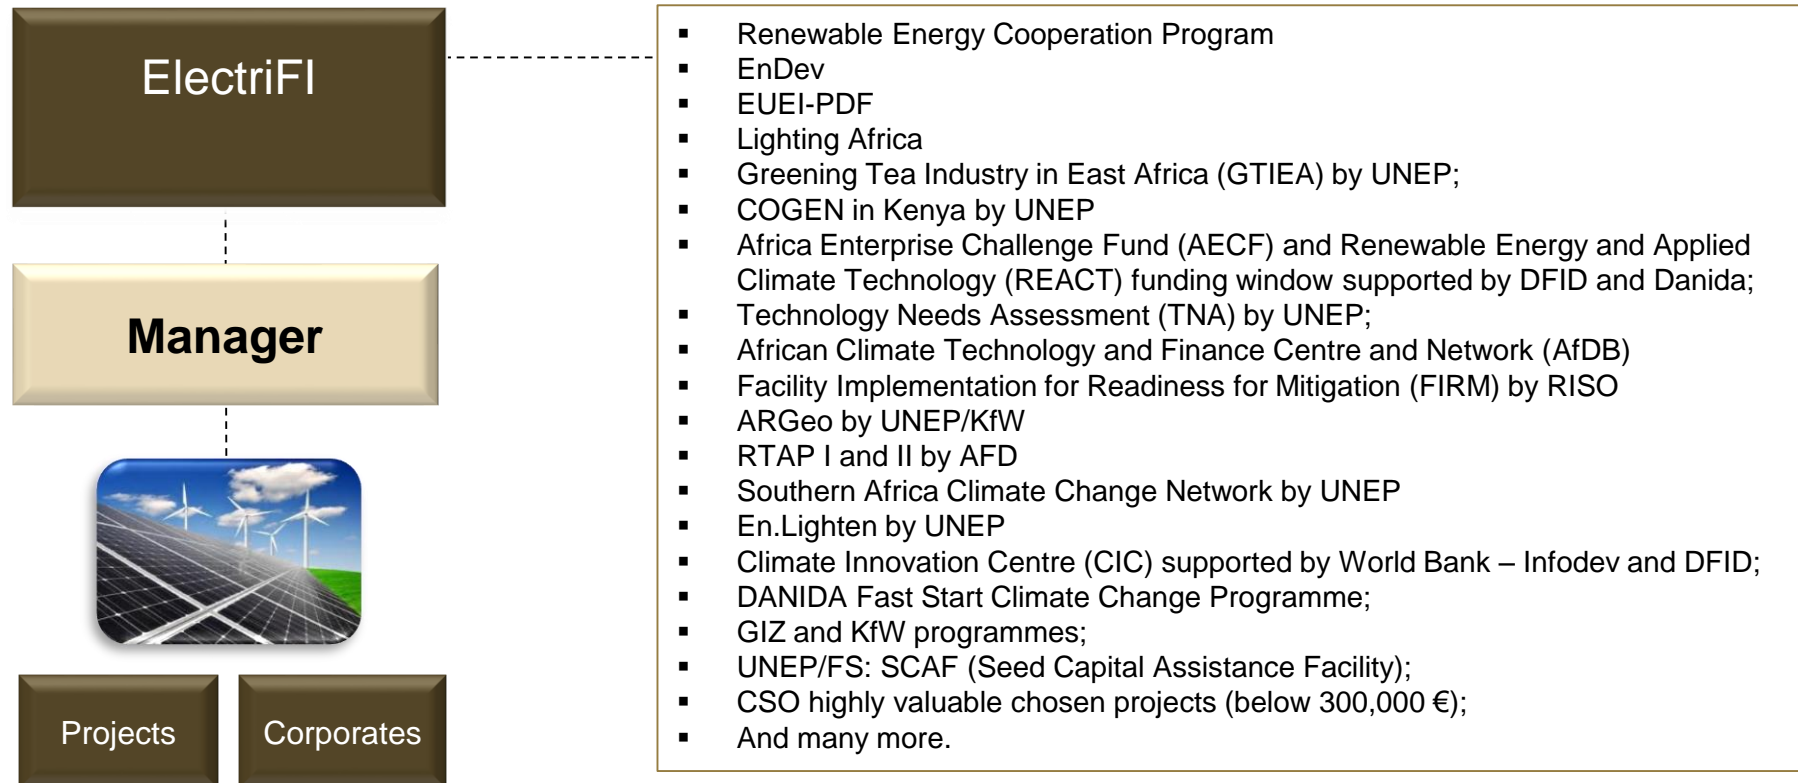 ElectriFI
Manager
Projects
Corporates
▪ Renewable Energy Cooperation Program
▪ EnDev
▪ EUEI-PDF
▪ Lighting Africa
▪ Greening Tea Industry in East Africa (GTIEA) by UNEP;
▪ COGEN in Kenya by UNEP
▪ Africa Enterprise Challenge Fund (AECF) and Renewable Energy and Applied
Climate Technology (REACT) funding window supported by DFID and Danida;
▪ Technology Needs Assessment (TNA) by UNEP;
▪ African Climate Technology and Finance Centre and Network (AfDB)
▪ Facility Implementation for Readiness for Mitigation (FIRM) by RISO
▪ ARGeo by UNEP/KfW
▪ RTAP I and II by AFD
▪ Southern Africa Climate Change Network by UNEP
▪ En.Lighten by UNEP
▪ Climate Innovation Centre (CIC) supported by World Bank – Infodev and DFID;
▪ DANIDA Fast Start Climate Change Programme;
▪ GIZ and KfW programmes;
▪ UNEP/FS: SCAF (Seed Capital Assistance Facility);
▪ CSO highly valuable chosen projects (below 300,000 €);
▪ And many more.